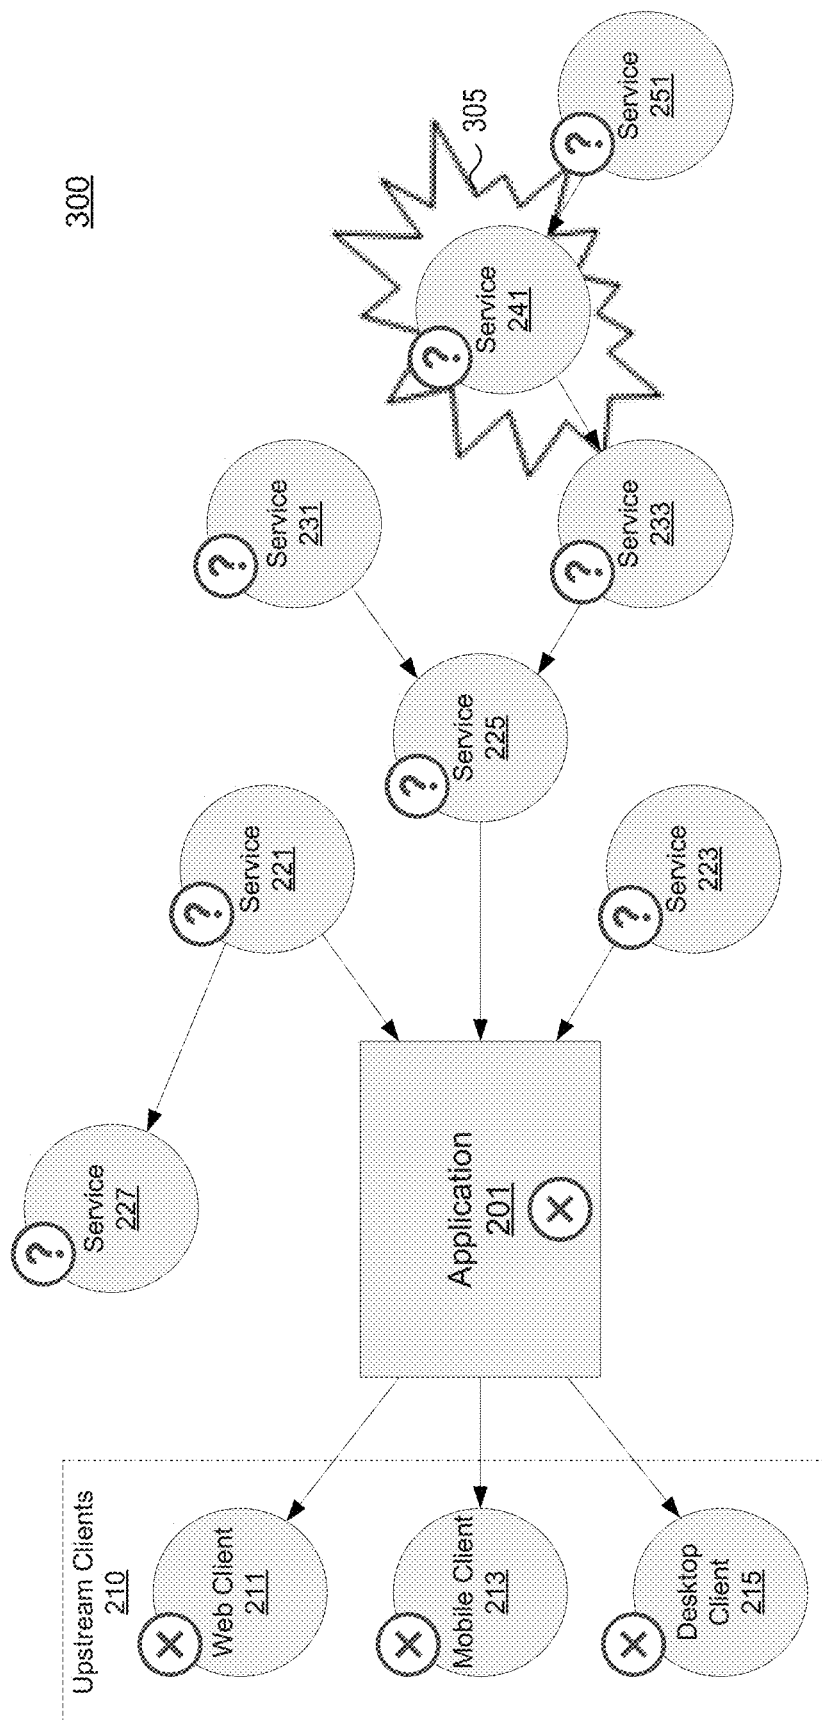 300
Upstream Clients
210
X
Web Client
211
X
Mobile Client
213
X
Desktop
Client
215
Application
201
X
?
Service
227
?
Service
221
?
Service
225
?
Service
223
?
Service
231
?
Service
233
?
Service
241
305
?
Service
251